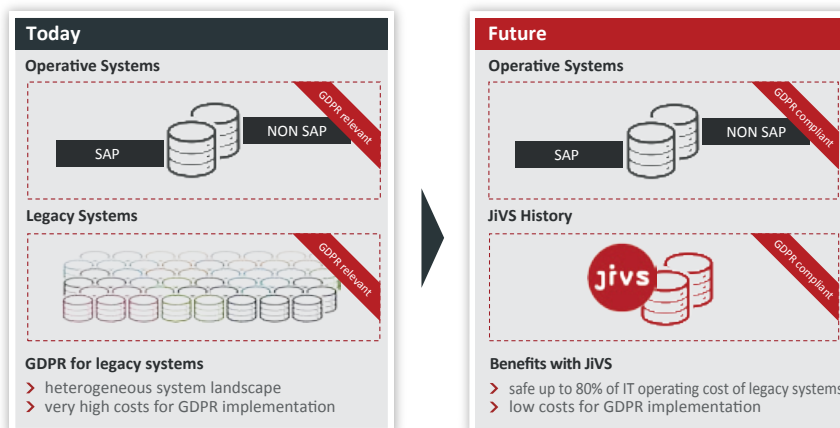 Today
Operative Systems
GDPR relevant
SAP
NON SAP
Legacy Systems
GDPR relevant
GDPR for legacy systems
heterogeneous system landscape
very high costs for GDPR implementation
Future
Operative Systems
GDPR compliant
SAP
NON SAP
JiVS History
GDPR compliant
jivs
Benefits with JiVS
safe up to 80% of IT operating cost of legacy systems
low costs for GDPR implementation